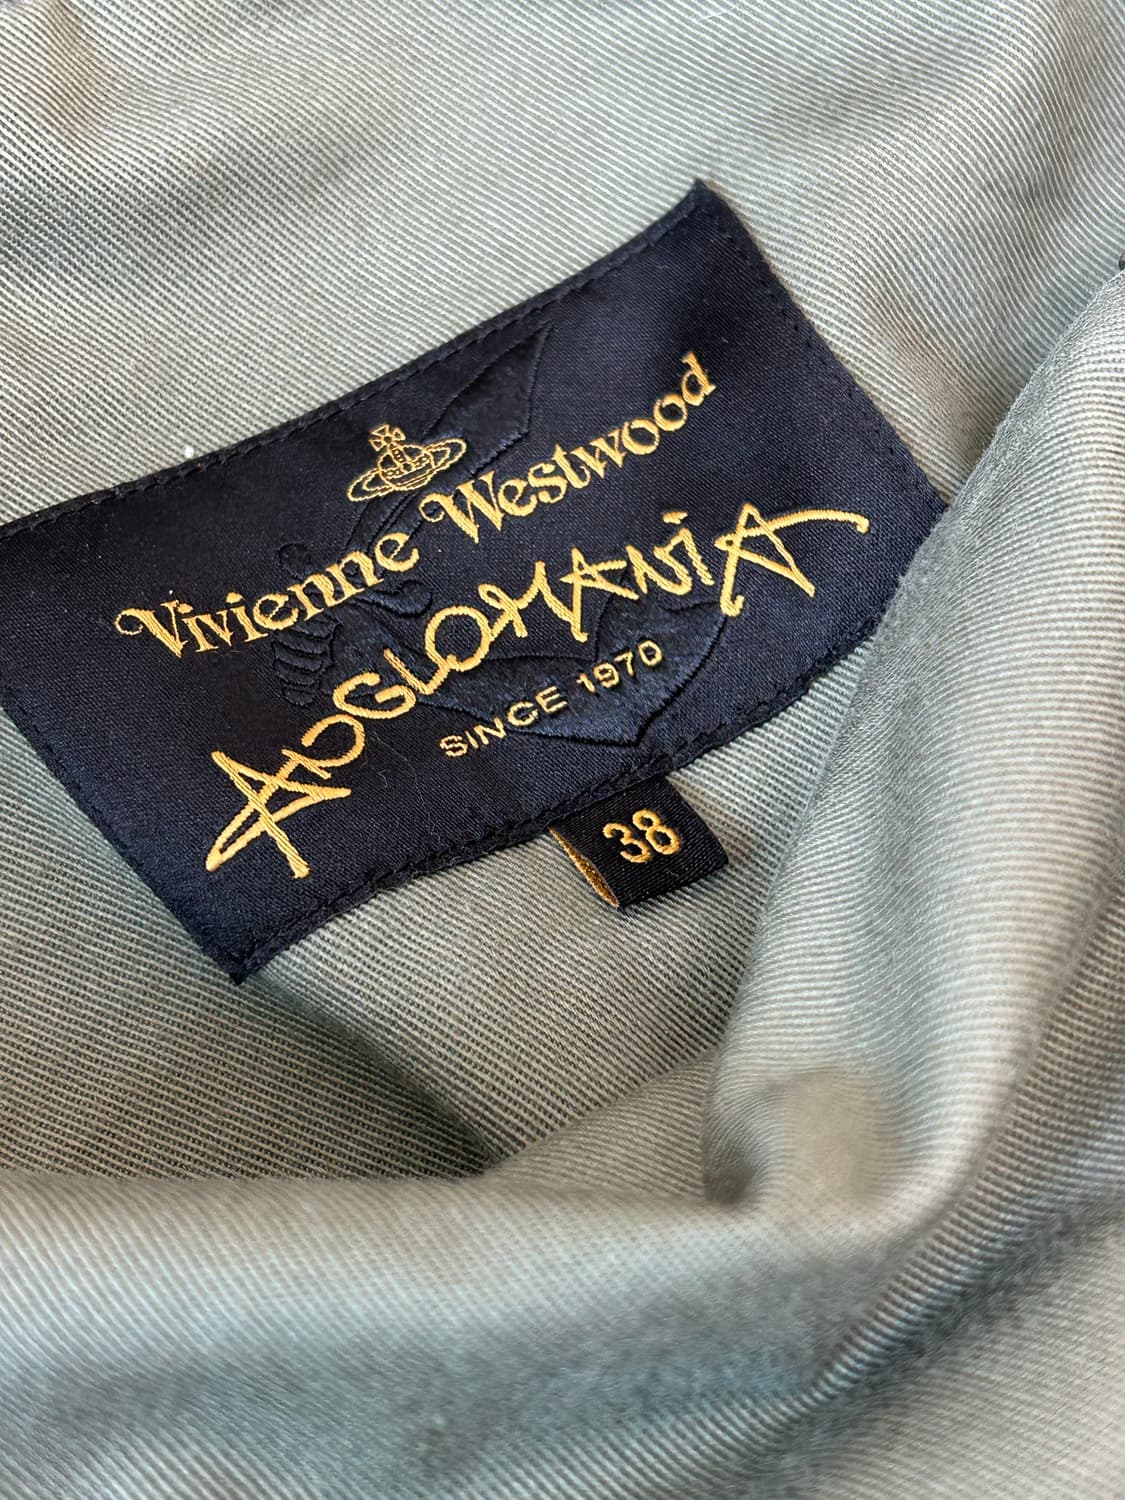 Vivienne Westwood
ANGLOMANIA
SINCE 1970
38